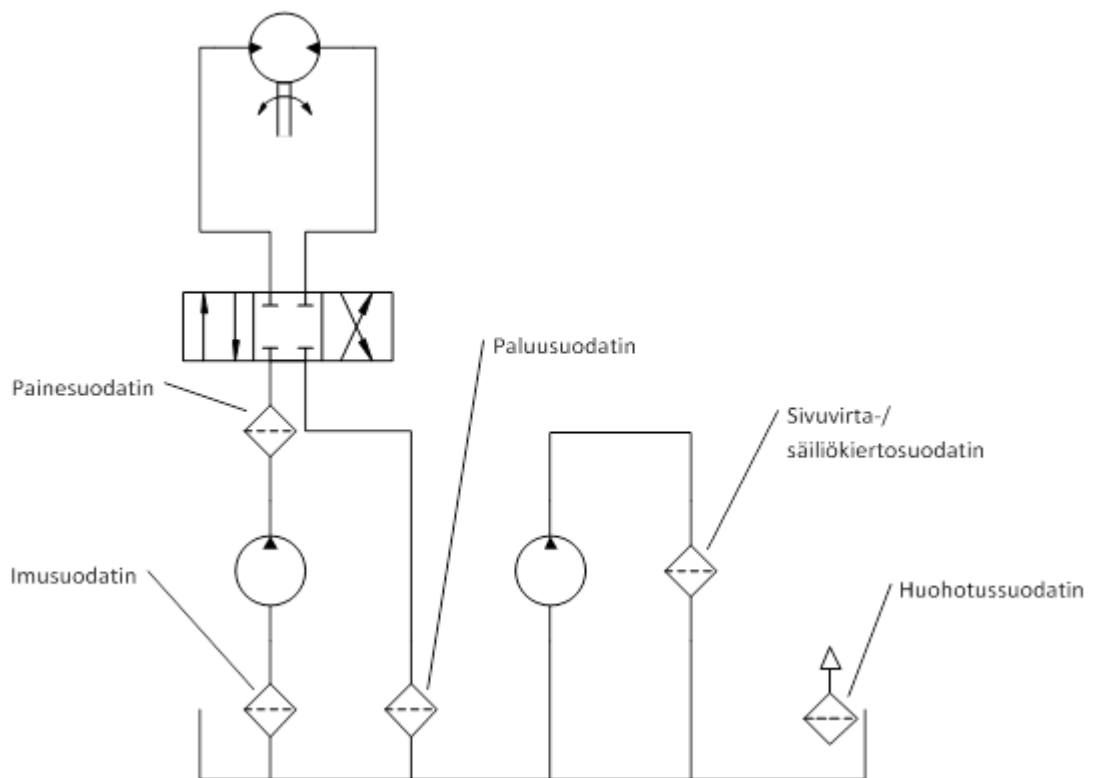 Paluusuodatin
Painesuodatin
Sivuvirta-/
säiliökiertosuodatin
Imusuodatin
Huohotussuodatin